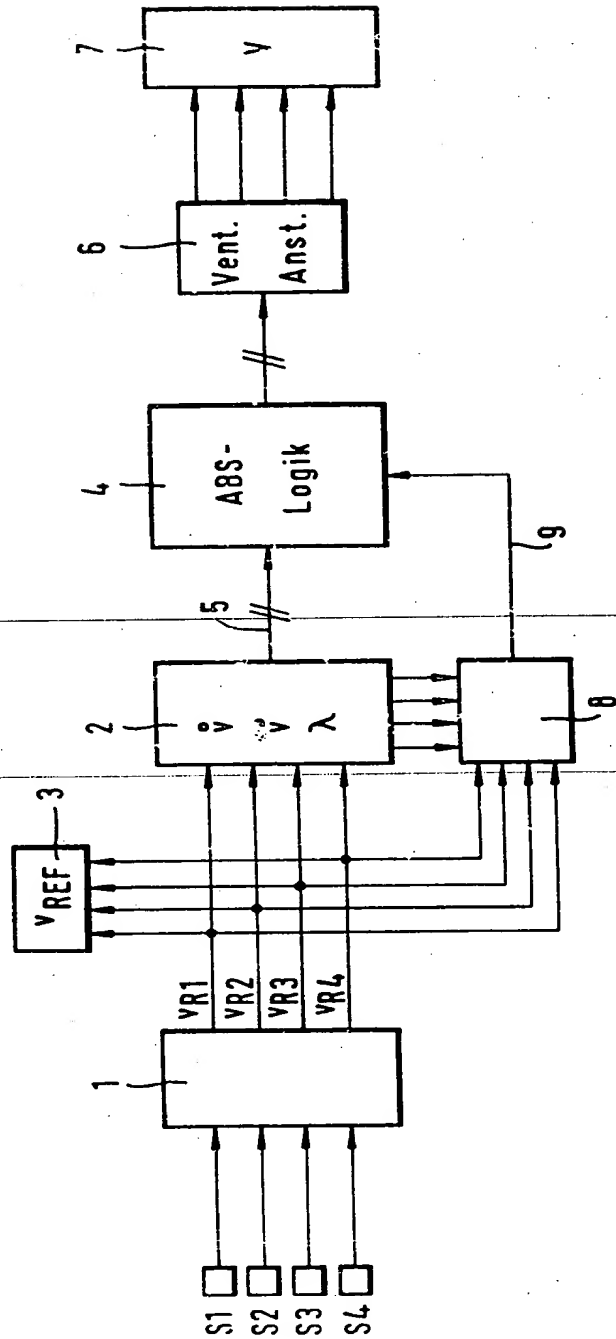 S1
S2
S3
S4
1
VR1
VR2
VR3
VR4
3
VREF
2
v̇
v̈
λ
5
4
ABS-
Logik
6
Vent.
Anst.
7
V
8
9